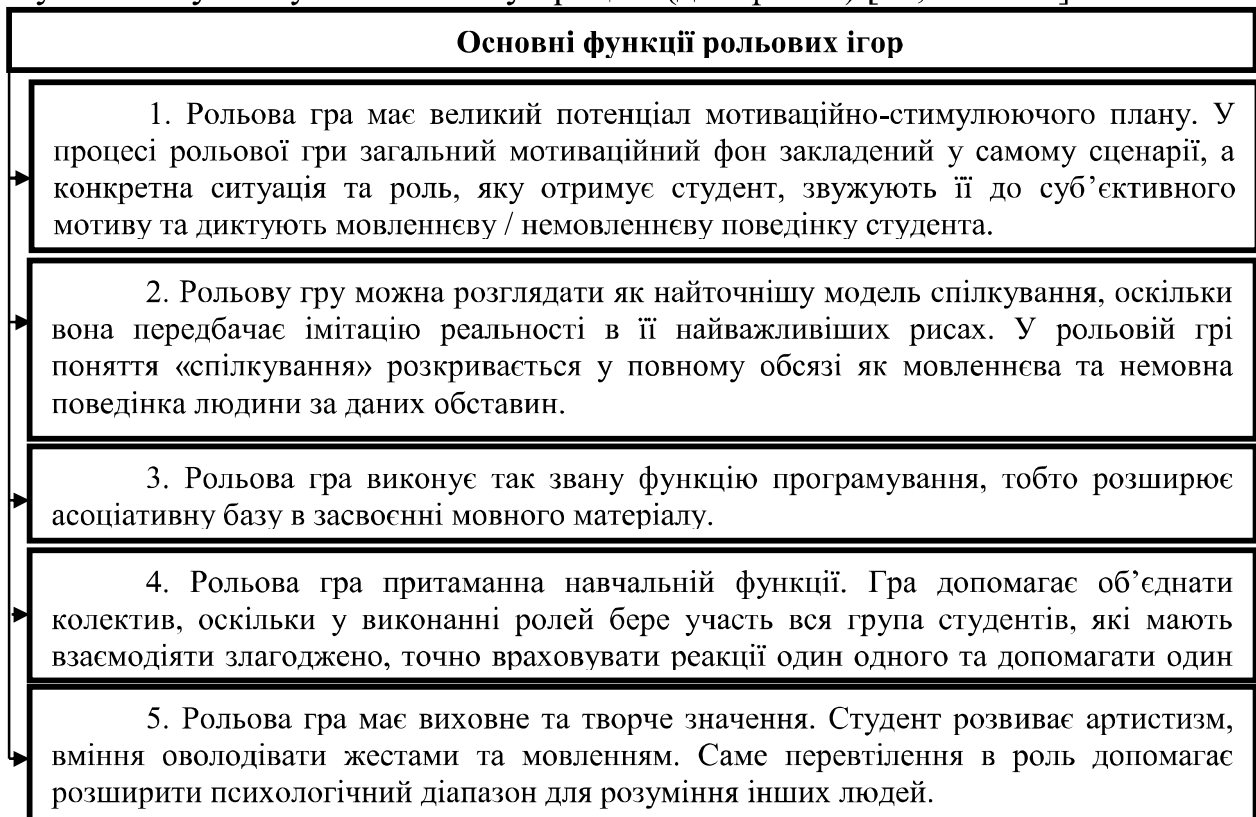 Основні функції рольових ігор
1. Рольова гра має великий потенціал мотиваційно-стимулюючого плану. У
процесі рольової гри загальний мотиваційний фон закладений у самому сценарії, а
конкретна ситуація та роль, яку отримує студент, звужують її до суб’єктивного
мотиву та диктують мовленнєву / немовленнєву поведінку студента.
2. Рольову гру можна розглядати як найточнішу модель спілкування, оскільки
вона передбачає імітацію реальності в її найважливіших рисах. У рольовій грі
поняття «спілкування» розкривається у повному обсязі як мовленнєва та немовна
поведінка людини за даних обставин.
3. Рольова гра виконує так звану функцію програмування, тобто розширює
асоціативну базу в засвоєнні мовного матеріалу.
4. Рольова гра притаманна навчальній функції. Гра допомагає об’єднати
колектив, оскільки у виконанні ролей бере участь вся група студентів, які мають
взаємодіяти злагоджено, точно враховувати реакції один одного та допомагати один
5. Рольова гра має виховне та творче значення. Студент розвиває артистизм,
вміння оволодівати жестами та мовленням. Саме перевтілення в роль допомагає
розширити психологічний діапазон для розуміння інших людей.